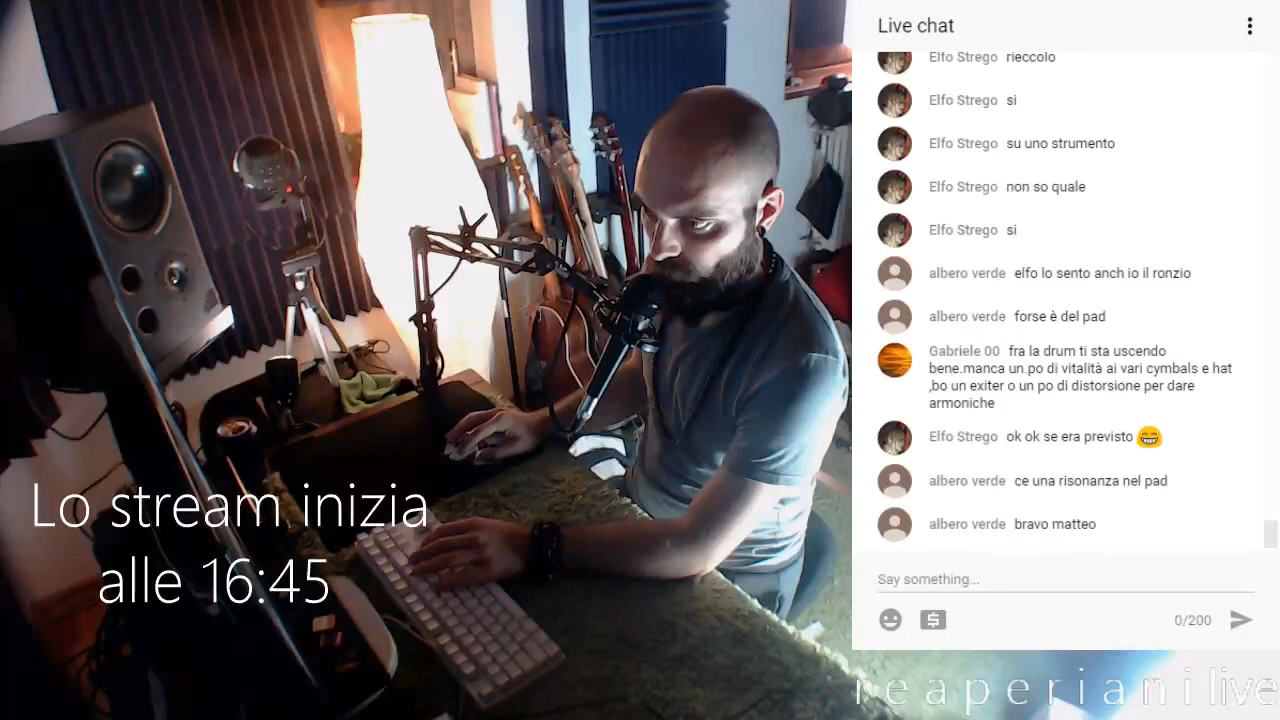 Lo stream inizia
alle 16:45
Live chat
Elfo Strego rieccolo
Elfo Strego si
Elfo Strego su uno strumento
Elfo Strego non so quale
Elfo Strego si
albero verde elfo lo sento anch io il ronzio
albero verde forse è del pad
Gabriele 00 fra la drum ti sta uscendo
bene.manca un.po di vitalità ai vari cymbals e hat
,bo un exiter o un po di distorsione per dare
armoniche
Elfo Strego ok ok se era previsto 😁
albero verde ce una risonanza nel pad
albero verde bravo matteo
Say something...
0/200
reaperiani live